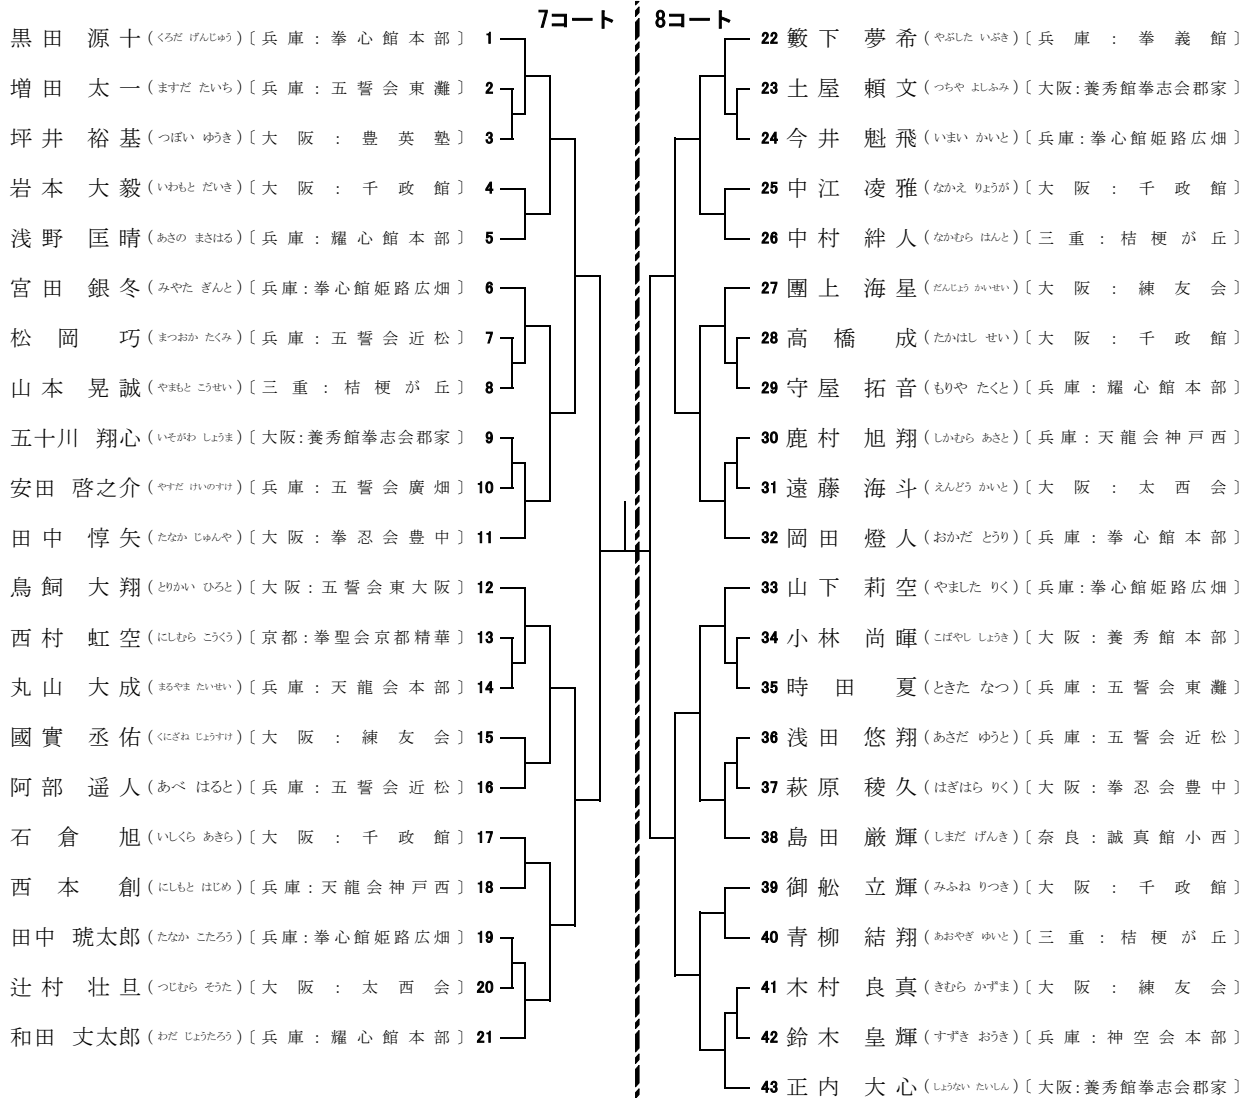 7コート
黒田 源十(くろだ げんじゅう)〔兵庫:拳心館本部〕 1
増田 太一(ますだ たいち)〔兵庫:五誓会東灘〕 2
坪井 裕基(つぼい ゆうき)〔大阪:豊英塾〕 3
岩本 大毅(いわもと だいき)〔大阪:千政館〕 4
浅野 匡晴(あさの まさはる)〔兵庫:耀心館本部〕 5
宮田 銀冬(みやた ぎんと)〔兵庫:拳心館姫路広畑〕 6
松岡 巧(まつおか たくみ)〔兵庫:五誓会近松〕 7
山本 晃誠(やまもと こうせい)〔三重:桔梗が丘〕 8
五十川 翔心(いそがわ しょうま)〔大阪:養秀館拳志会郡家〕 9
安田 啓之介(やすだ けいのすけ)〔兵庫:五誓会廣畑〕 10
田中 惇矢(たなか じゅんや)〔大阪:拳忍会豊中〕 11
鳥飼 大翔(とりかい ひろと)〔大阪:五誓会東大阪〕 12
西村 虹空(にしむら こうくう)〔京都:拳聖会京都精華〕 13
丸山 大成(まるやま たいせい)〔兵庫:天龍会本部〕 14
國實 丞佑(くにざね じょうすけ)〔大阪:練友会〕 15
阿部 遥人(あべ はると)〔兵庫:五誓会近松〕 16
石倉 旭(いしくら あきら)〔大阪:千政館〕 17
西本 創(にしもと はじめ)〔兵庫:天龍会神戸西〕 18
田中 琥太郎(たなか こたろう)〔兵庫:拳心館姫路広畑〕 19
辻村 壮旦(つじむら そうた)〔大阪:太西会〕 20
和田 丈太郎(わだ じょうたろう)〔兵庫:耀心館本部〕 21
8コート
22 籔下 夢希(やぶした いぶき)〔兵庫:拳義館〕
23 土屋 頼文(つちや よしふみ)〔大阪:養秀館拳志会郡家〕
24 今井 魁飛(いまい かいと)〔兵庫:拳心館姫路広畑〕
25 中江 凌雅(なかえ りょうが)〔大阪:千政館〕
26 中村 絆人(なかむら はんと)〔三重:桔梗が丘〕
27 團上 海星(だんじょう かいせい)〔大阪:練友会〕
28 高橋 成(たかはし せい)〔大阪:千政館〕
29 守屋 拓音(もりや たくと)〔兵庫:耀心館本部〕
30 鹿村 旭翔(しかむら あさと)〔兵庫:天龍会神戸西〕
31 遠藤 海斗(えんどう かいと)〔大阪:太西会〕
32 岡田 燈人(おかだ とうり)〔兵庫:拳心館本部〕
33 山下 莉空(やました りく)〔兵庫:拳心館姫路広畑〕
34 小林 尚暉(こばやし しょうき)〔大阪:養秀館本部〕
35 時田 夏(ときた なつ)〔兵庫:五誓会東灘〕
36 浅田 悠翔(あさだ ゆうと)〔兵庫:五誓会近松〕
37 萩原 稜久(はぎはら りく)〔大阪:拳忍会豊中〕
38 島田 厳輝(しまだ げんき)〔奈良:誠真館小西〕
39 御舩 立輝(みふね りつき)〔大阪:千政館〕
40 青柳 結翔(あおやぎ ゆいと)〔三重:桔梗が丘〕
41 木村 良真(きむら かずま)〔大阪:練友会〕
42 鈴木 皇輝(すずき おうき)〔兵庫:神空会本部〕
43 正内 大心(しょうない たいしん)〔大阪:養秀館拳志会郡家〕